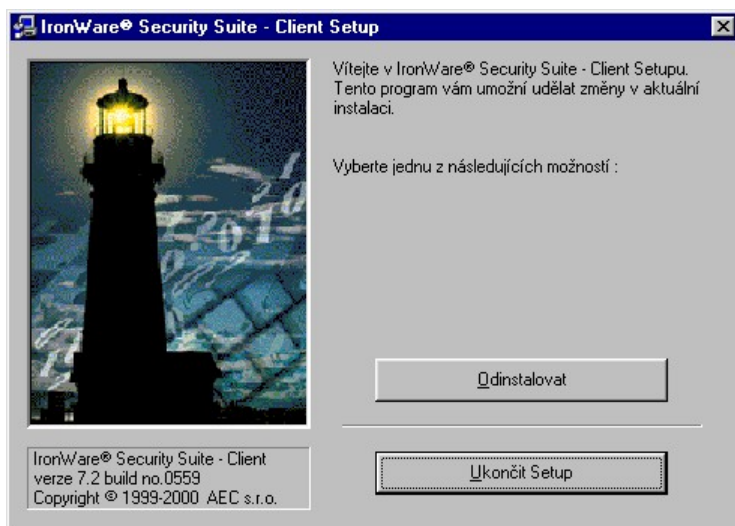 IronWare® Security Suite - Client Setup
Vítejte v IronWare® Security Suite - Client Setupu.
Tento program vám umožní udělat změny v aktuální
instalaci.
Vyberte jednu z následujících možností :
Odinstalovat
Ukončit Setup
IronWare® Security Suite - Client
verze 7.2 build no.0559
Copyright © 1999-2000 AEC s.r.o.